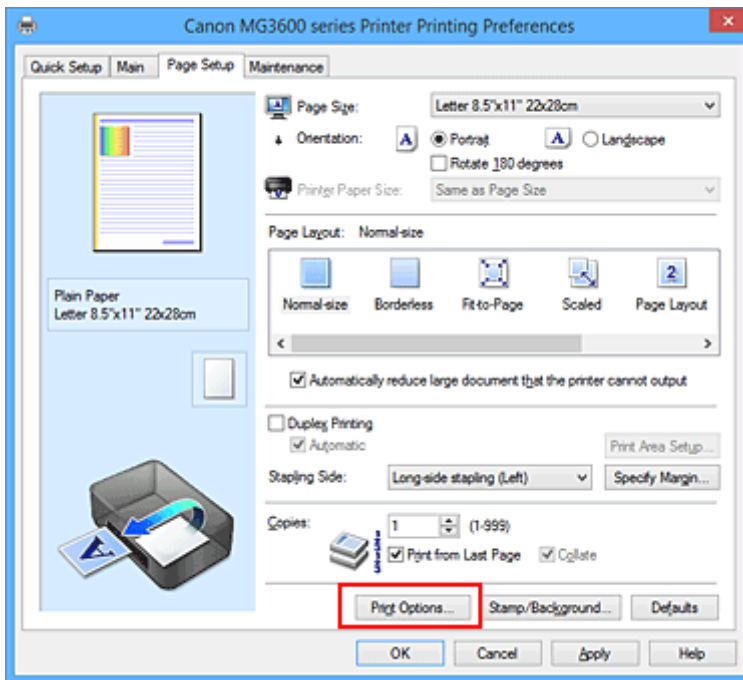 Canon MG3600 series Printer Printing Preferences
Quick Setup Main Page Setup Maintenance
Page Size: Letter 8.5"x11" 22x28cm
Orientation: A Portrait A Landscape
Rotate 180 degrees
Printer Paper Size: Same as Page Size
Page Layout: Normal-size
2
Normal-size Borderless Fit-to-Page Scaled Page Layout
Plain Paper
Letter 8.5"x11" 22x28cm
Automatically reduce large document that the printer cannot output
Duplex Printing
Automatic Print Area Setup...
Stapling Side: Long-side stapling (Left) Specify Margin...
Copies: 1 (1-999)
Print from Last Page Collate
A
Print Options... Stamp/Background... Defaults
OK Cancel Apply Help